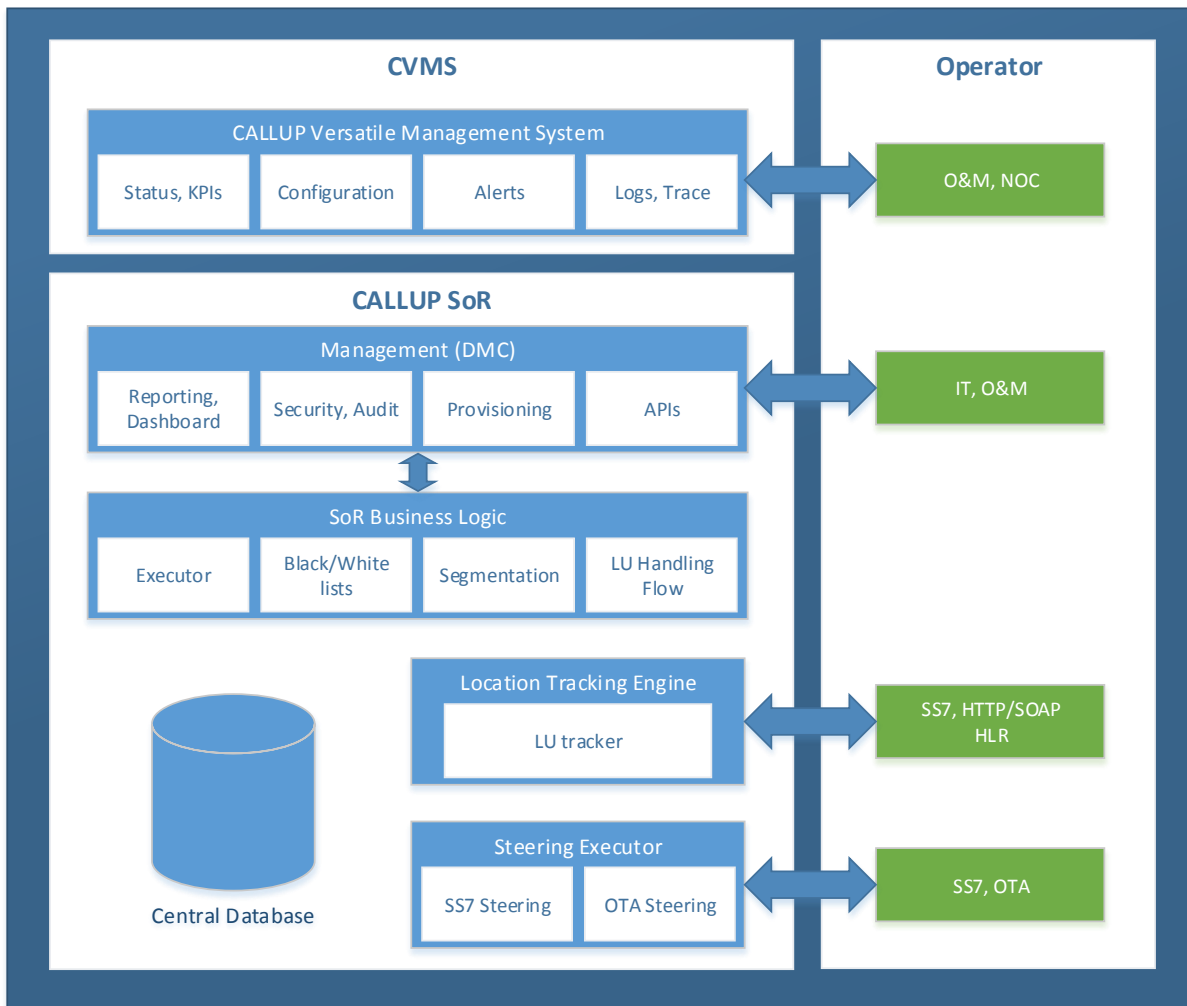 CVMS
CALLUP Versatile Management System
Status, KPIs
Configuration
Alerts
Logs, Trace
Operator
O&M, NOC
CALLUP SoR
Management (DMC)
Reporting,
Dashboard
Security, Audit
Provisioning
APIs
IT, O&M
SoR Business Logic
Executor
Black/White
lists
Segmentation
LU Handling
Flow
Location Tracking Engine
LU tracker
SS7, HTTP/SOAP
HLR
Steering Executor
SS7 Steering
OTA Steering
SS7, OTA
Central Database